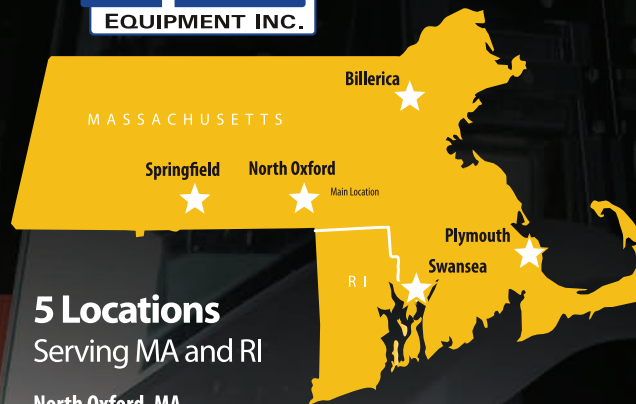 EQUIPMENT INC.
Billerica
MASSACHUSETTS
Springfield
North Oxford
Main Location
Plymouth
Swansea
RI
5 Locations
Serving MA and RI
North Oxford, MA